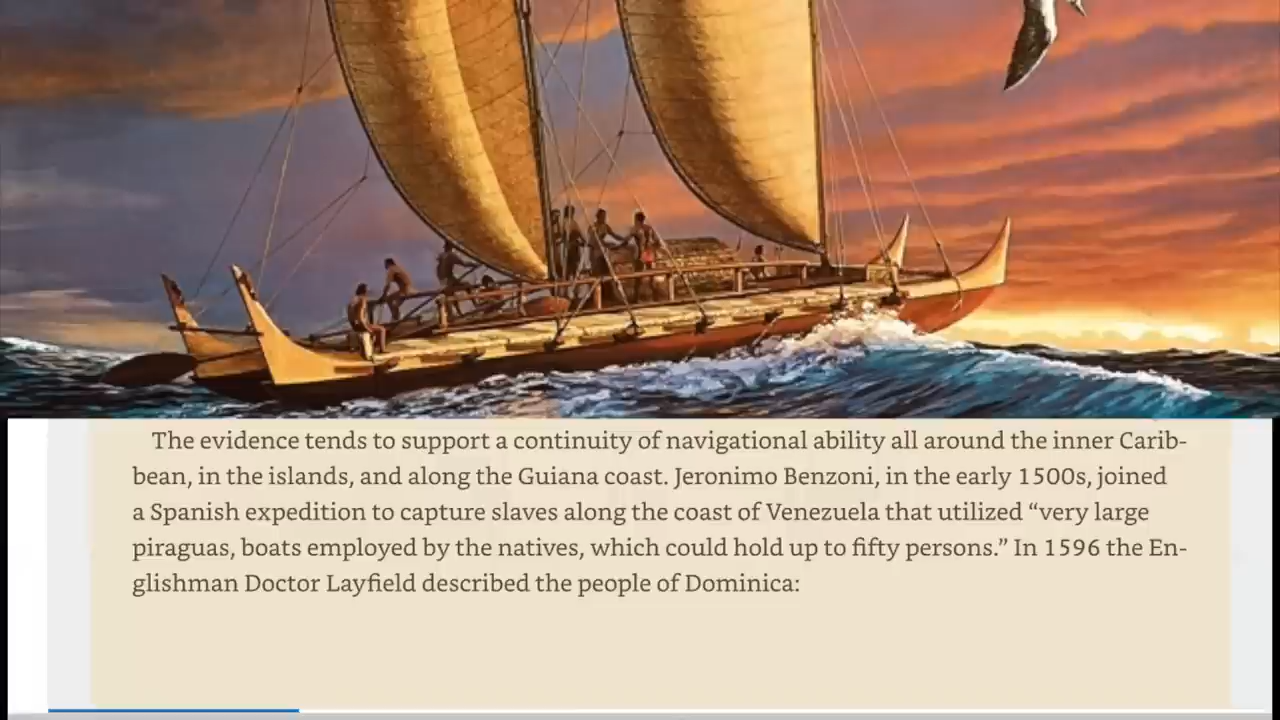 The evidence tends to support a continuity of navigational ability all around the inner Carib-
bean, in the islands, and along the Guiana coast. Jeronimo Benzoni, in the early 1500s, joined
a Spanish expedition to capture slaves along the coast of Venezuela that utilized “very large
piraguas, boats employed by the natives, which could hold up to fifty persons.” In 1596 the En-
glishman Doctor Layfield described the people of Dominica: